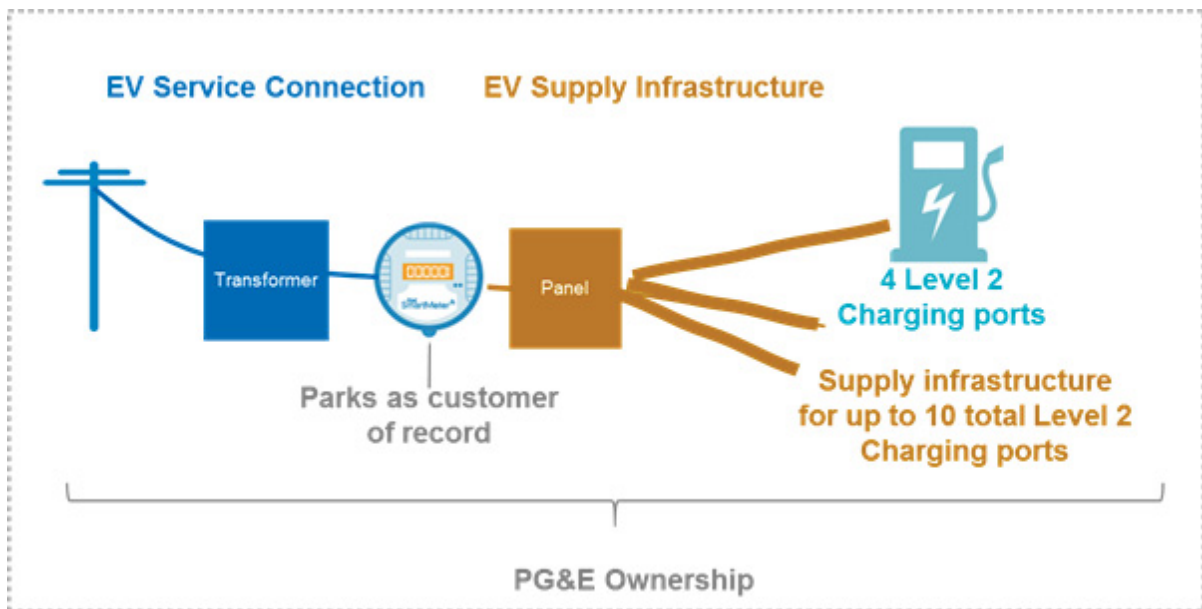 EV Service Connection
EV Supply Infrastructure
Transformer
SmartMeter
Panel
4 Level 2
Charging ports
Parks as customer
of record
Supply infrastructure
for up to 10 total Level 2
Charging ports
PG&E Ownership